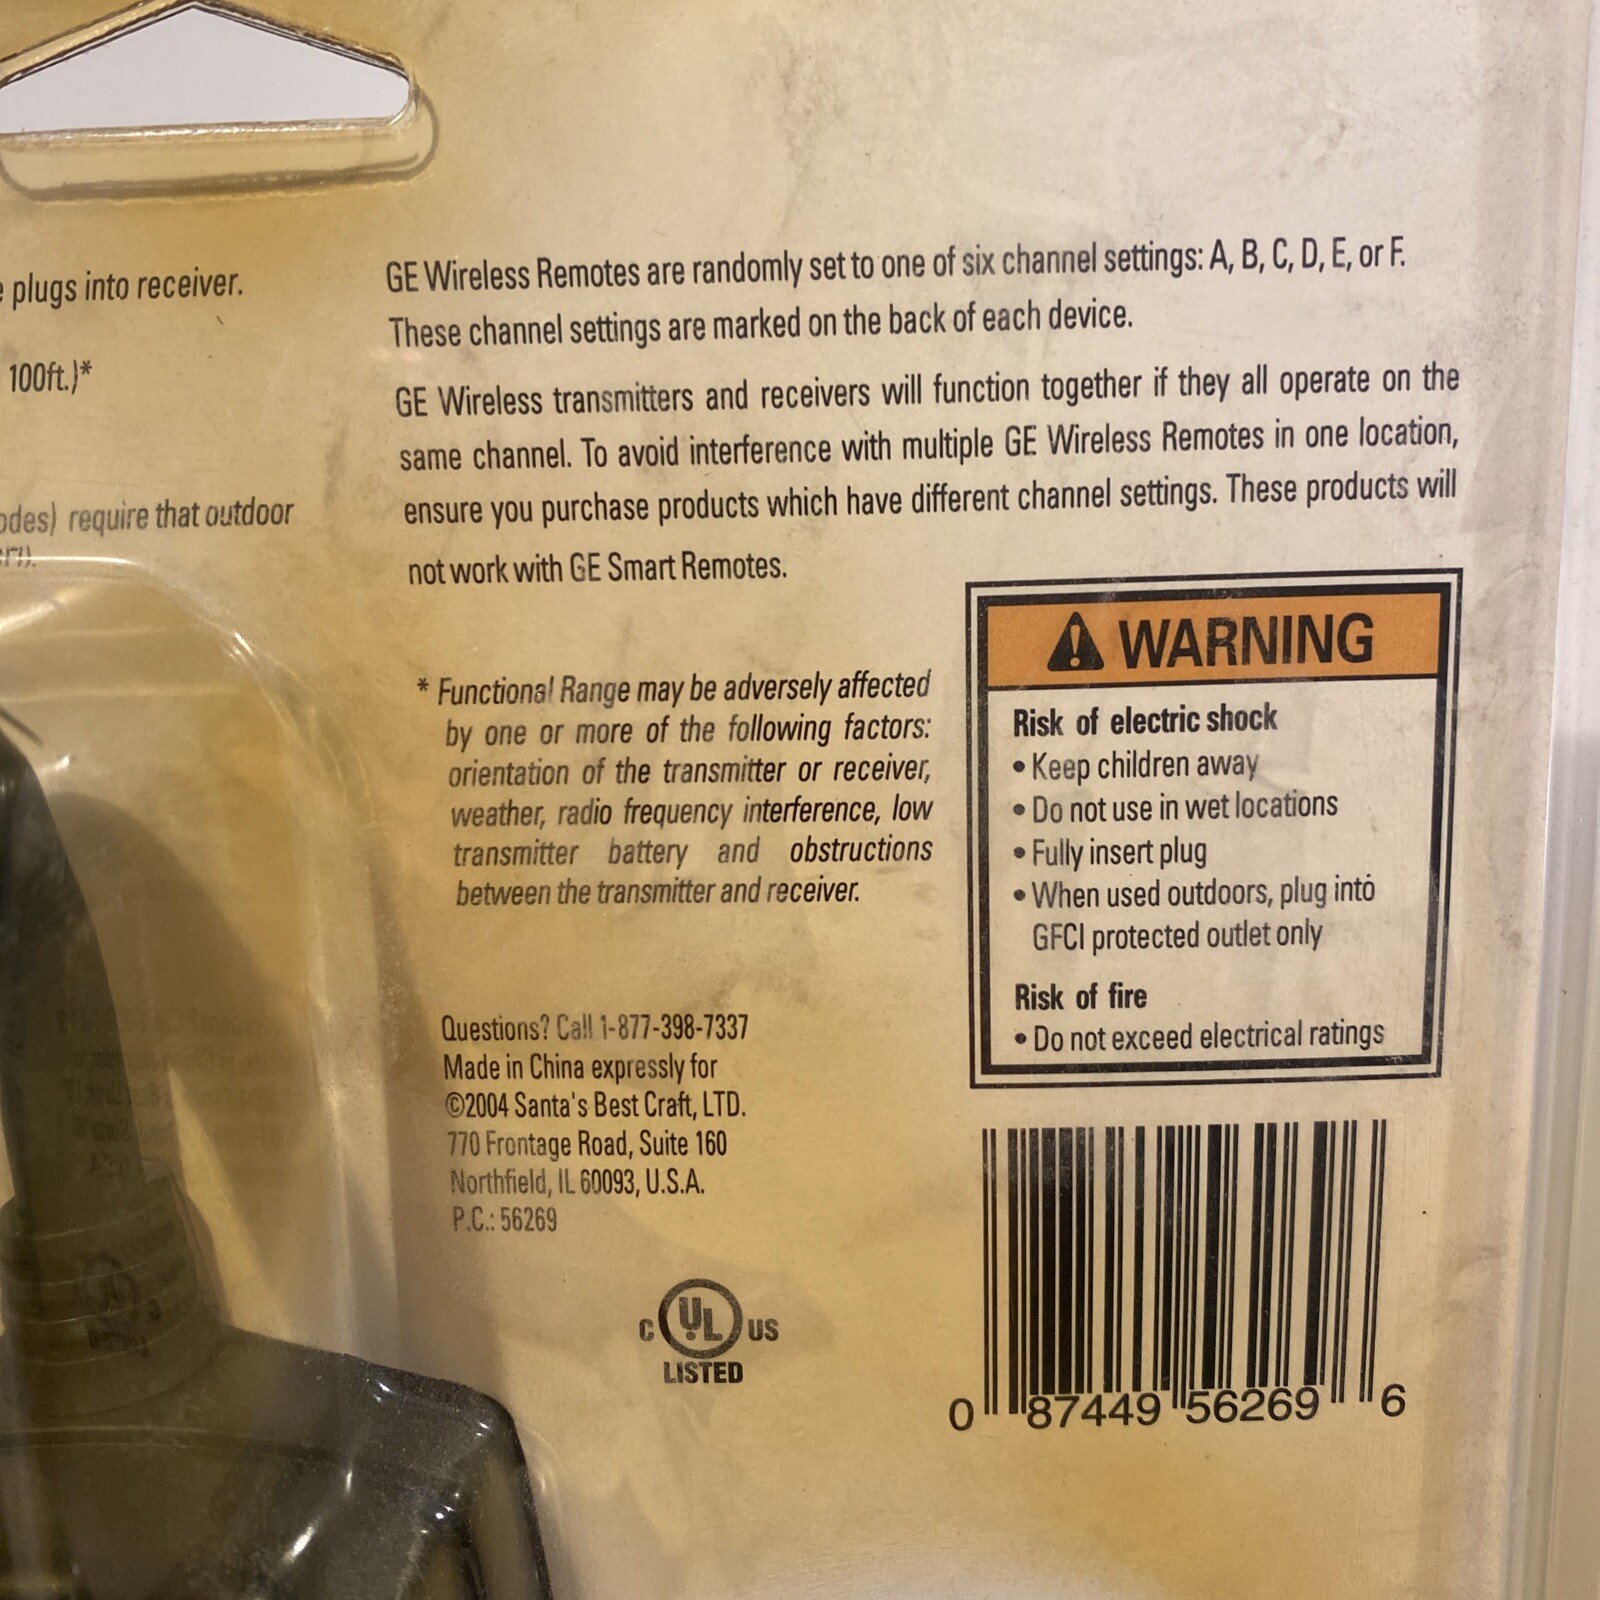 plugs into receiver.
100ft.)*
require that outdoor
GE Wireless Remotes are randomly set to one of six channel settings: A, B, C, D, E, or F.
These channel settings are marked on the back of each device.
GE Wireless transmitters and receivers will function together if they all operate on the
same channel. To avoid interference with multiple GE Wireless Remotes in one location,
ensure you purchase products which have different channel settings. These products will
not work with GE Smart Remotes.
* Functional Range may be adversely affected
by one or more of the following factors:
orientation of the transmitter or receiver,
weather, radio frequency interference, low
transmitter battery and obstructions
between the transmitter and receiver.
Questions? Call 1-877-398-7337
Made in China expressly for
©2004 Santa's Best Craft, LTD.
770 Frontage Road, Suite 160
Northfield, IL 60093, U.S.A.
P.C.: 56269
C UL US
LISTED
WARNING
Risk of electric shock
• Keep children away
• Do not use in wet locations
• Fully insert plug
• When used outdoors, plug into
GFCI protected outlet only
Risk of fire
• Do not exceed electrical ratings
0 87449 56269 6